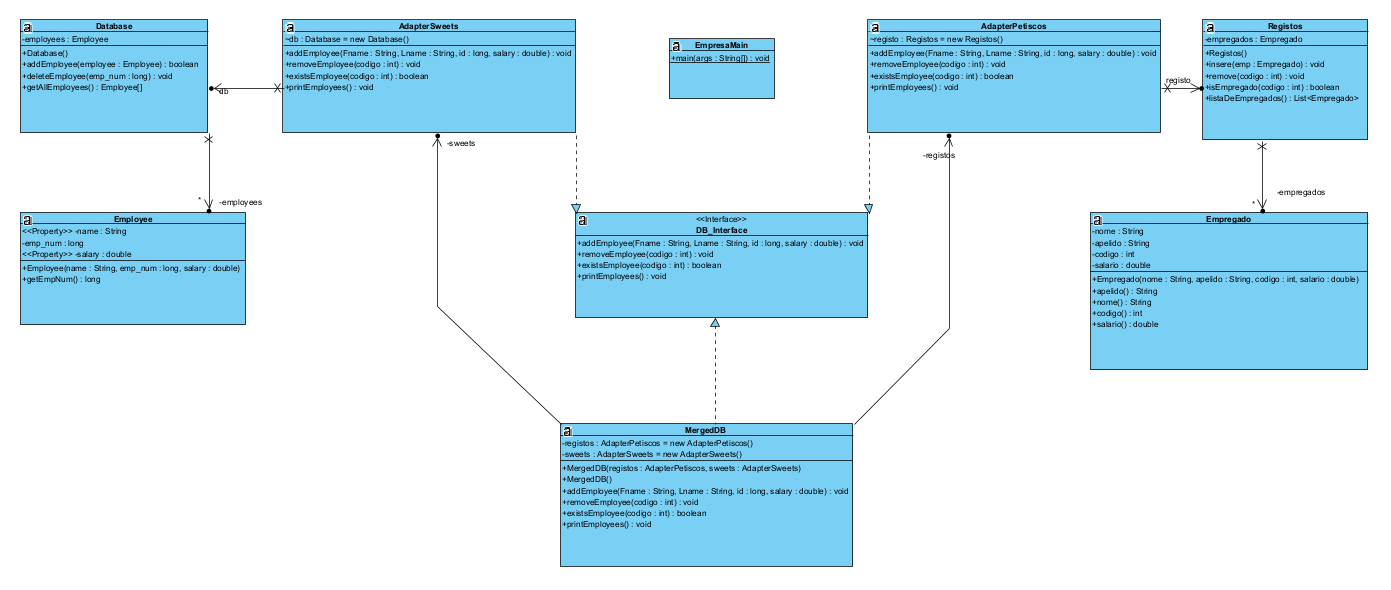 Database
-employees : Employee
+Database()
+addEmployee(employee : Employee) : boolean
+deleteEmployee(emp_num : long) : void
+getAllEmployees() : Employee[]
AdapterSweets
~db : Database = new Database()
+addEmployee(Fname : String, Lname : String, id : long, salary : double) : void
+removeEmployee(codigo : int) : void
+existsEmployee(codigo : int) : boolean
+printEmployees() : void
EmpresaMain
+main(args : String[]) : void
AdapterPetiscos
~registo : Registos = new Registos()
+addEmployee(Fname : String, Lname : String, id : long, salary : double) : void
+removeEmployee(codigo : int) : void
+existsEmployee(codigo : int) : boolean
+printEmployees() : void
Registos
-empregados : Empregado
+Registos()
+insere(emp : Empregado) : void
+remove(codigo : int) : void
+isEmpregado(codigo : int) : boolean
+listaDeEmpregados() : List<Empregado>
~db
registo
-sweets
-registos
*
-employees
-empregados
*
Employee
<<Property>> -name : String
-emp_num : long
<<Property>> -salary : double
+Employee(name : String, emp_num : long, salary : double)
+getEmpNum() : long
<<Interface>>
DB_Interface
+addEmployee(Fname : String, Lname : String, id : long, salary : double) : void
+removeEmployee(codigo : int) : void
+existsEmployee(codigo : int) : boolean
+printEmployees() : void
Empregado
-nome : String
-apelido : String
-codigo : int
-salario : double
+Empregado(nome : String, apelido : String, codigo : int, salario : double)
+apelido() : String
+nome() : String
+codigo() : int
+salario() : double
MergedDB
-registos : AdapterPetiscos = new AdapterPetiscos()
-sweets : AdapterSweets = new AdapterSweets()
+MergedDB(registos : AdapterPetiscos, sweets : AdapterSweets)
+MergedDB()
+addEmployee(Fname : String, Lname : String, id : long, salary : double) : void
+removeEmployee(codigo : int) : void
+existsEmployee(codigo : int) : boolean
+printEmployees() : void